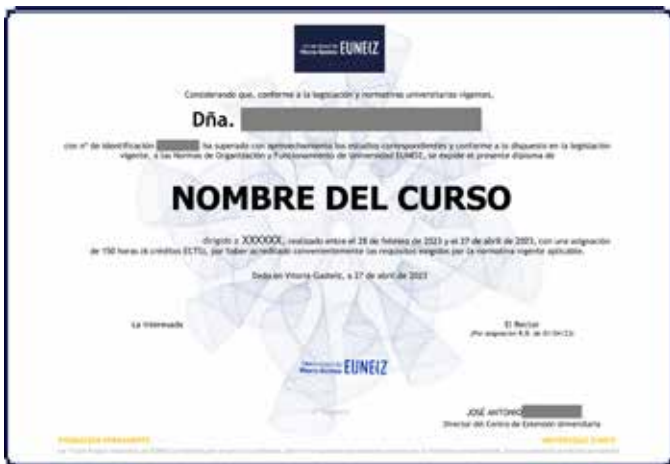 EUNEIZ
Considerando que, conforme a la legislación y normativas universitarias vigentes,
Dña.
con nº de identificación ha superado con aprovechamiento los estudios correspondientes y conforme a lo dispuesto en la legislación
vigente, a las Normas de Organización y Funcionamiento de Universidad EUNEIZ, se expide el presente diploma de
NOMBRE DEL CURSO
dirigido a XXXXXX, realizado entre el 28 de febrero de 2023 y el 27 de abril de 2023, con una asignación
de 150 horas (6 créditos ECTS), por haber acreditado convenientemente los requisitos exigidos por la normativa vigente aplicable.
Dado en Vitoria-Gasteiz, a 27 de abril de 2023
La Interesada
El Rector
EUNEIZ
JOSÉ ANTONIO
Director del Centro de Extensión Universitaria